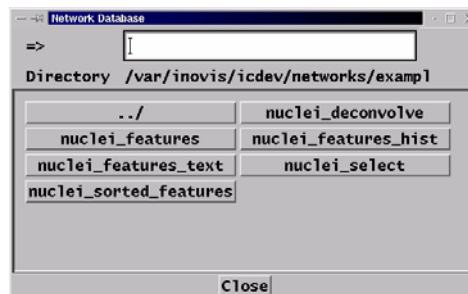 Network Database
=>
Directory /var/inovis/icdev/networks/exampl
../ nuclei_deconvolve
nuclei_features nuclei_features_hist
nuclei_features_text nuclei_select
nuclei_sorted_features
Close